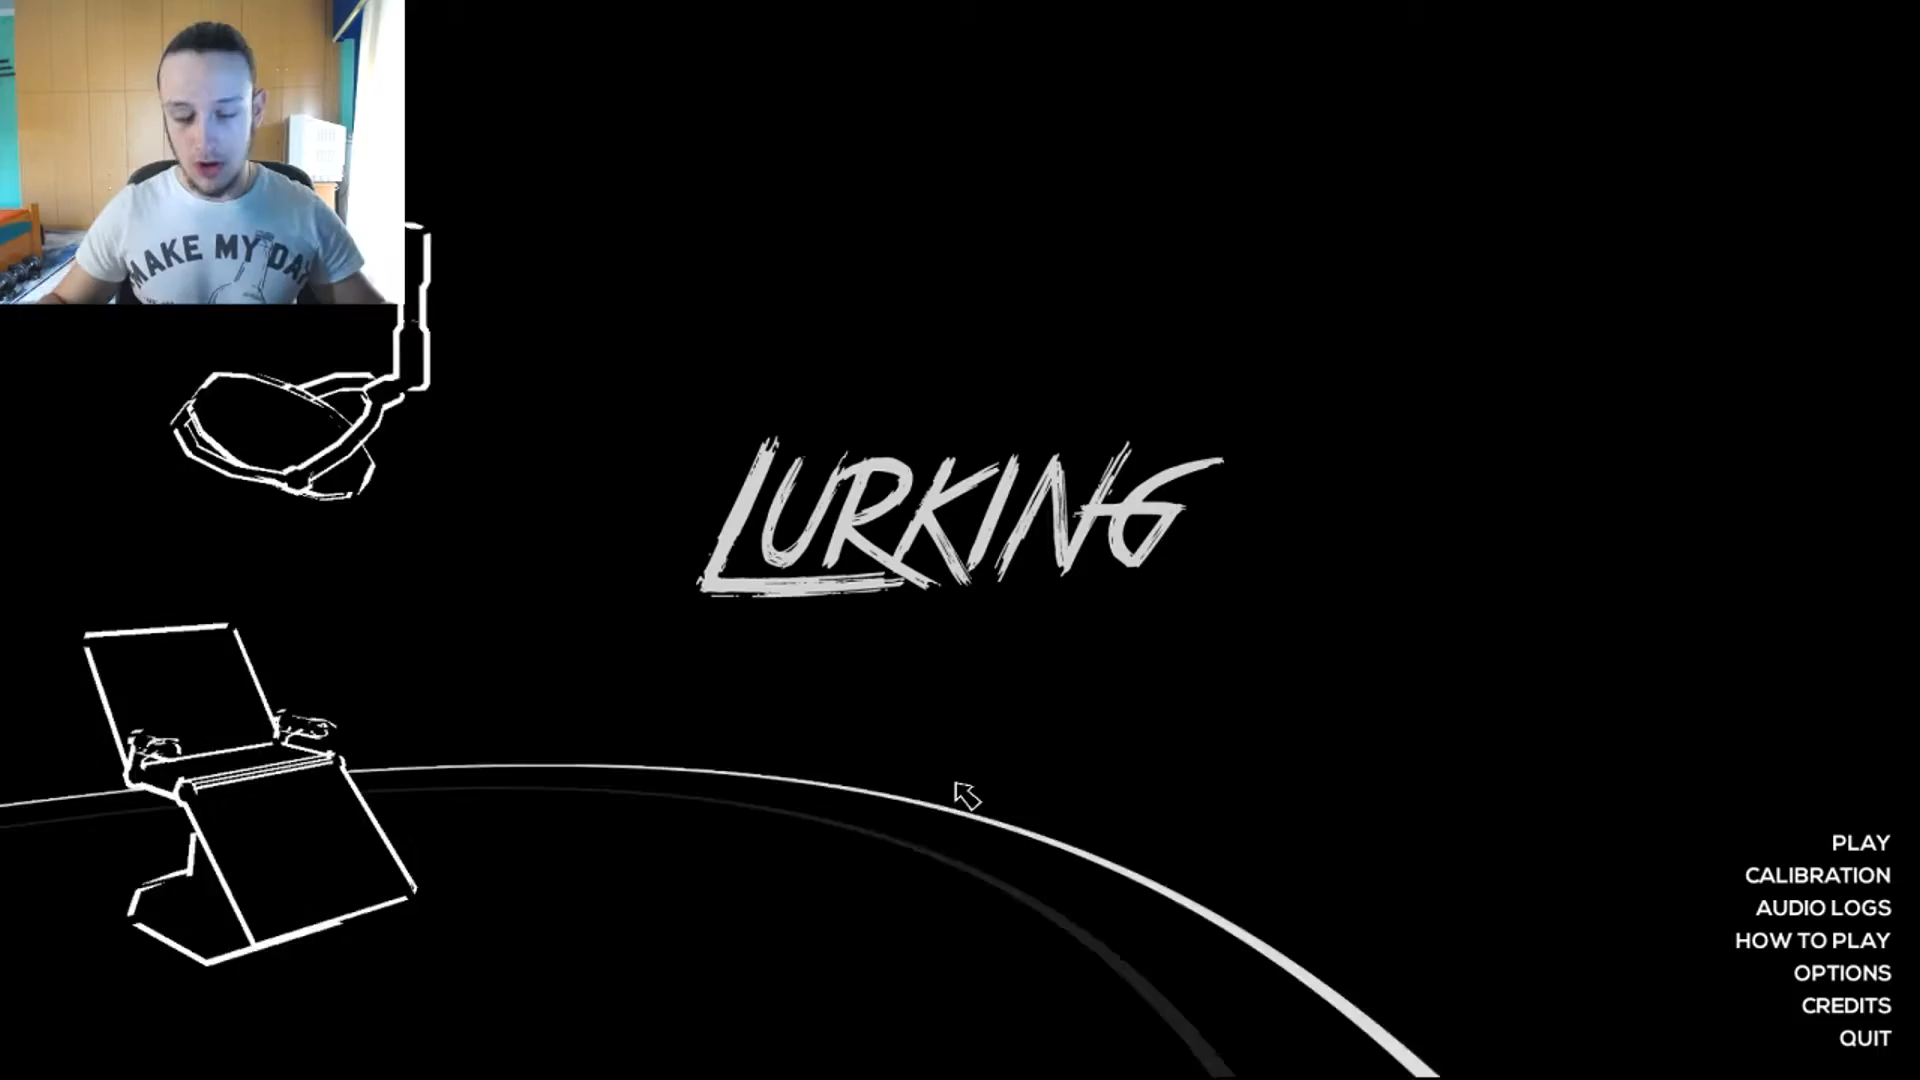 MAKE MY DAY
LURKING
PLAY
CALIBRATION
AUDIO LOGS
HOW TO PLAY
OPTIONS
CREDITS
QUIT